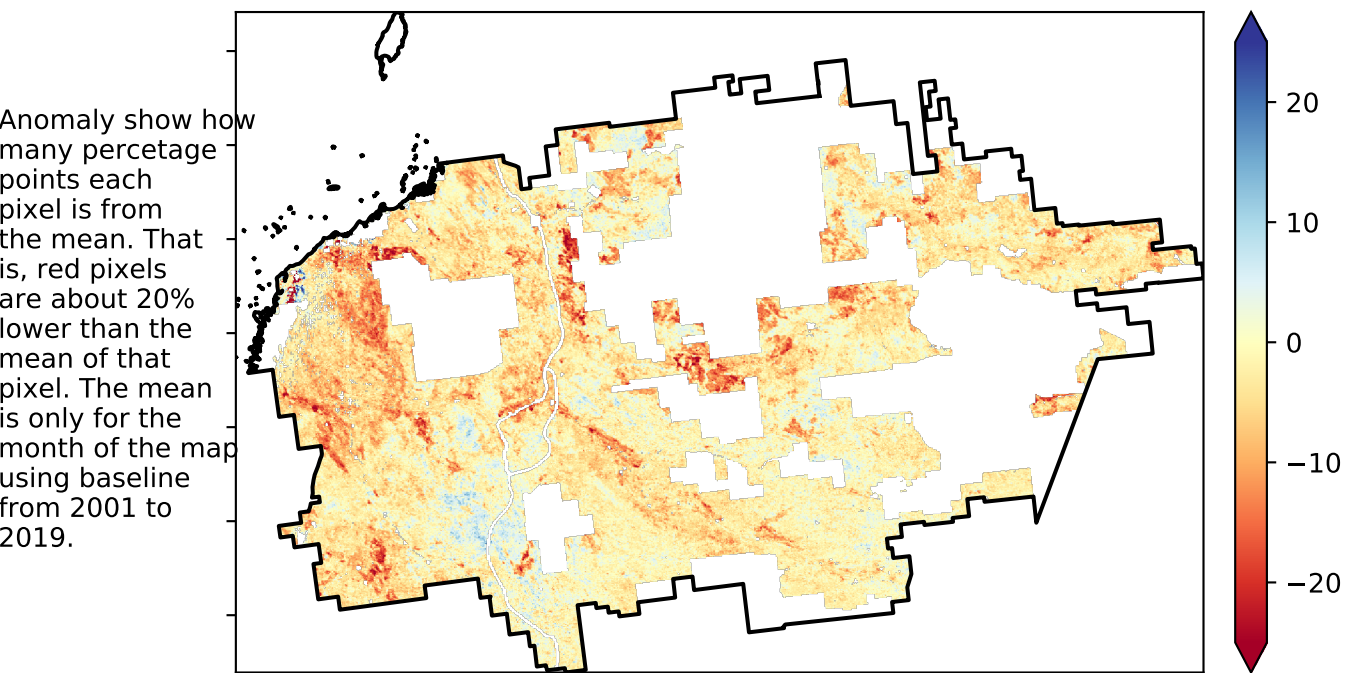 Anomaly show how
many percetage
points each
pixel is from
the mean. That
is, red pixels
are about 20%
lower than the
mean of that
pixel. The mean
is only for the
month of the map
using baseline
from 2001 to
2019.
20
10
0
−10
−20